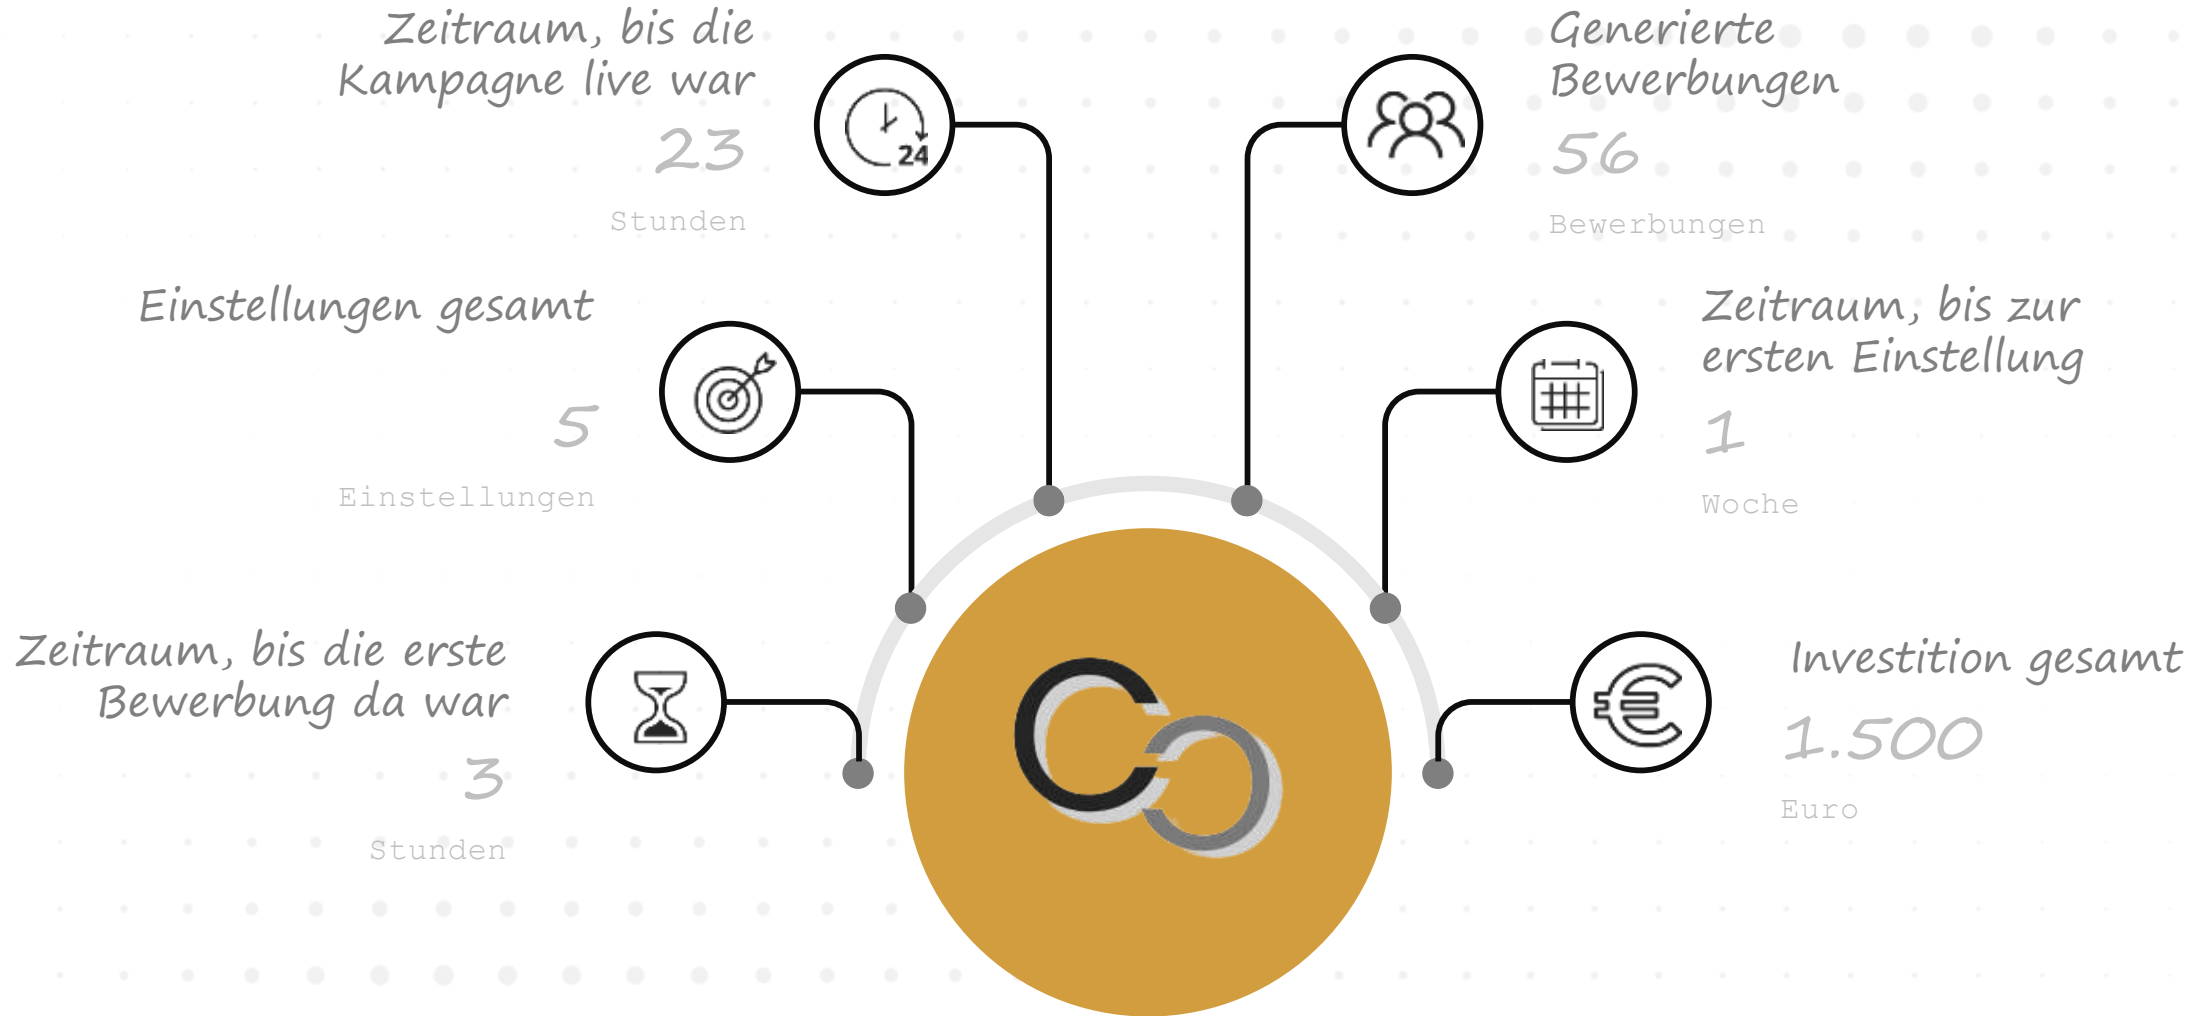 Zeitraum, bis die
Kampagne live war
23
Stunden
24
Generierte
Bewerbungen
56
Bewerbungen
Einstellungen gesamt
5
Einstellungen
Zeitraum, bis zur
ersten Einstellung
1
Woche
Zeitraum, bis die erste
Bewerbung da war
3
Stunden
Investition gesamt
1.500
Euro